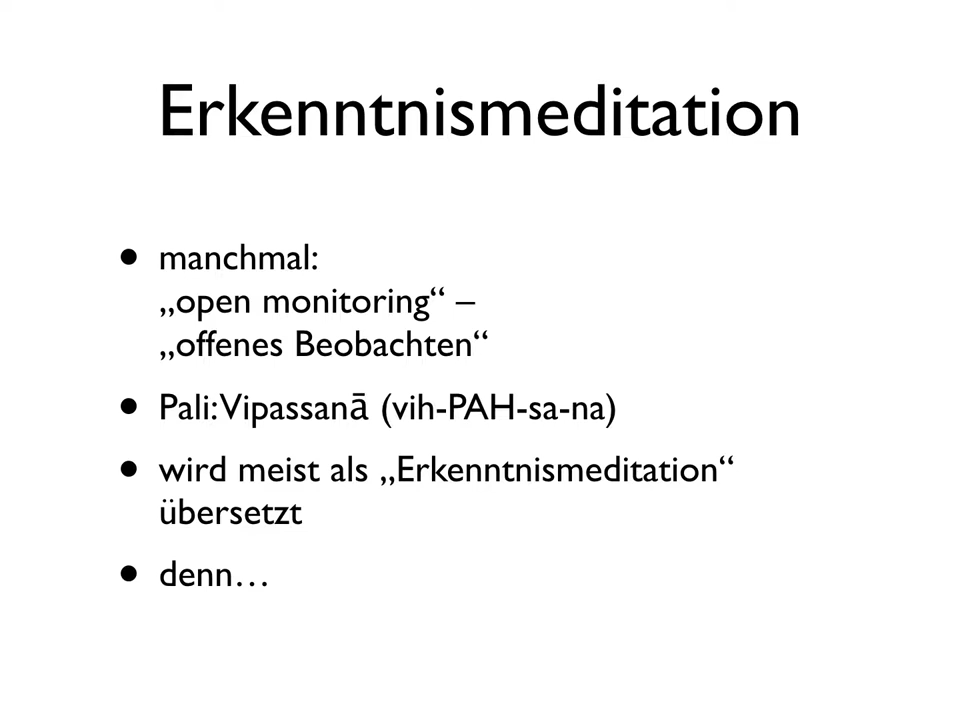 Erkenntnismeditation
• manchmal:
„open monitoring“ –
„offenes Beobachten“
• Pali: Vipassanā (vih-PAH-sa-na)
• wird meist als „Erkenntnismeditation“
übersetzt
• denn…